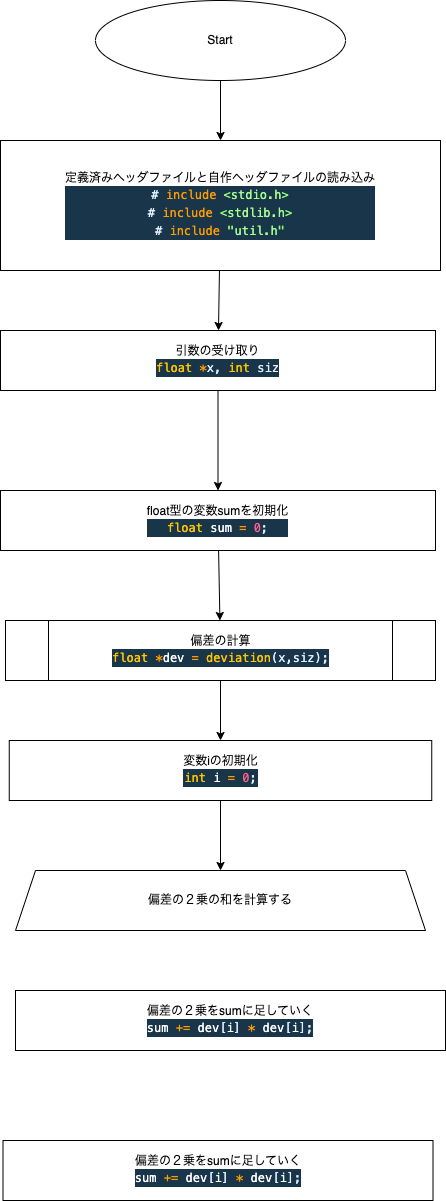 Start
定義済みヘッダファイルと自作ヘッダファイルの読み込み
# include <stdio.h>
# include <stdlib.h>
# include "util.h"
引数の受け取り
float *x, int siz
float型の変数sumを初期化
float sum = 0;
偏差の計算
float *dev = deviation(x,siz);
変数iの初期化
int i = 0;
偏差の２乗の和を計算する
偏差の２乗をsumに足していく
sum += dev[i] * dev[i];
偏差の２乗をsumに足していく
sum += dev[i] * dev[i];